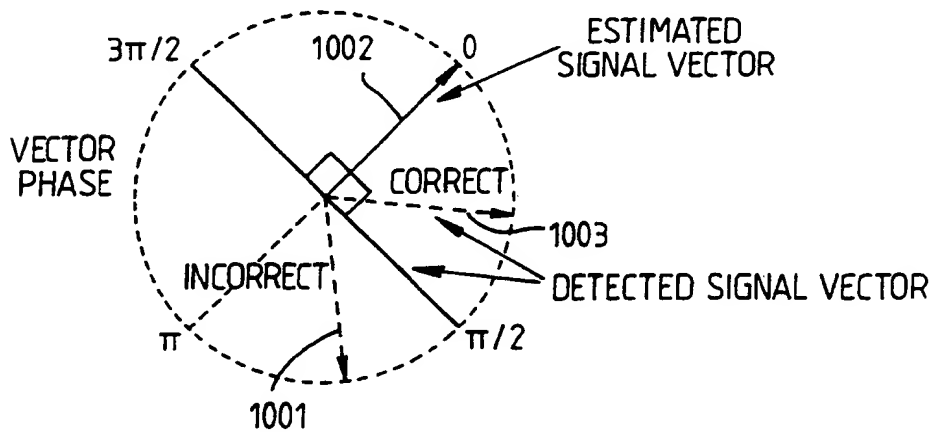 3π/2
1002
0
ESTIMATED
SIGNAL VECTOR
VECTOR
PHASE
CORRECT
1003
INCORRECT
DETECTED SIGNAL VECTOR
π
π/2
1001